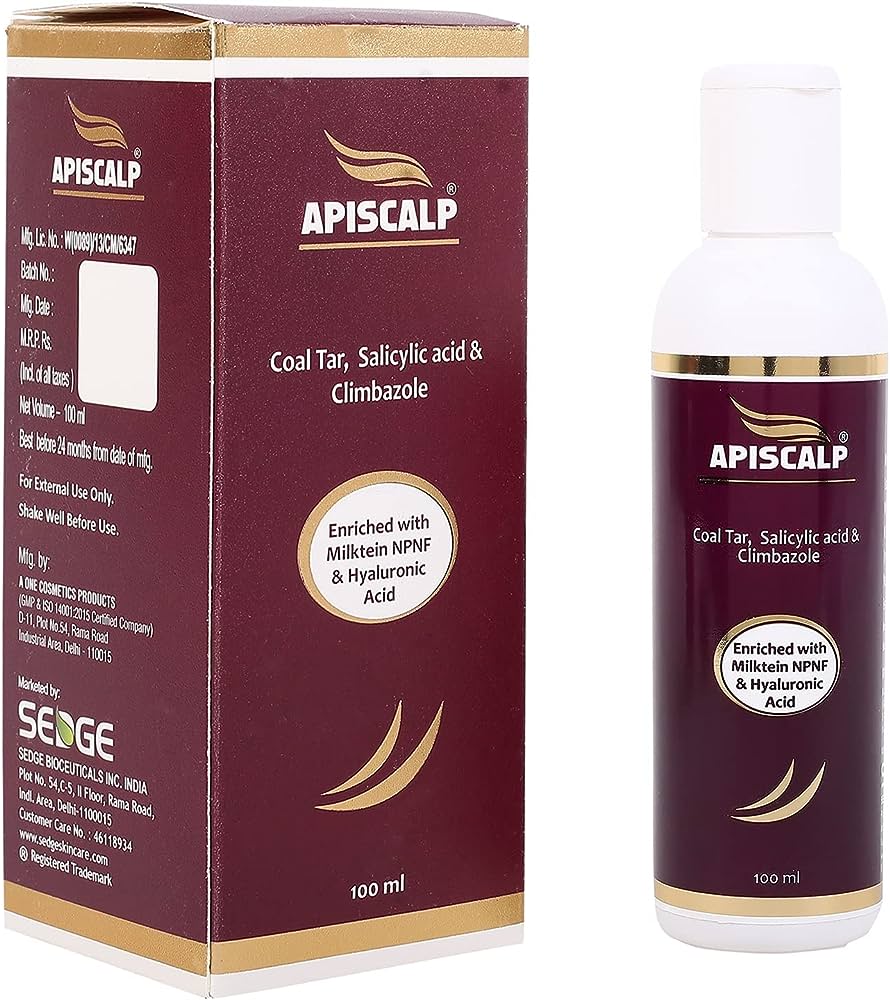 APISCALP®
Mfg. Lic. No. : W(0089)/13/CM/6347
Batch No. :
Mfg. Date :
M.R.P. Rs.
(Incl. of all taxes )
Net Volume – 100 ml
Best before 24 months from date of mfg.
For External Use Only.
Shake Well Before Use.
Mfg. by:
A ONE COSMETICS PRODUCTS
(GMP & ISO 14001:2015 Certified Company)
D-11, Plot No.54, Rama Road
Industrial Area, Delhi - 110015
Marketed by:
SEDGE
SEDGE BIOCEUTICALS INC. INDIA
Plot No. 54,C-5, II Floor, Rama Road,
Indl. Area, Delhi-1100015
Customer Care No. : 46118934
www.sedgeskincare.com
® Registered Trademark
APISCALP®
Coal Tar, Salicylic acid &
Climbazole
Enriched with
Milktein NPNF
& Hyaluronic
Acid
100 ml
APISCALP®
Coal Tar, Salicylic acid &
Climbazole
Enriched with
Milktein NPNF
& Hyaluronic
Acid
100 ml